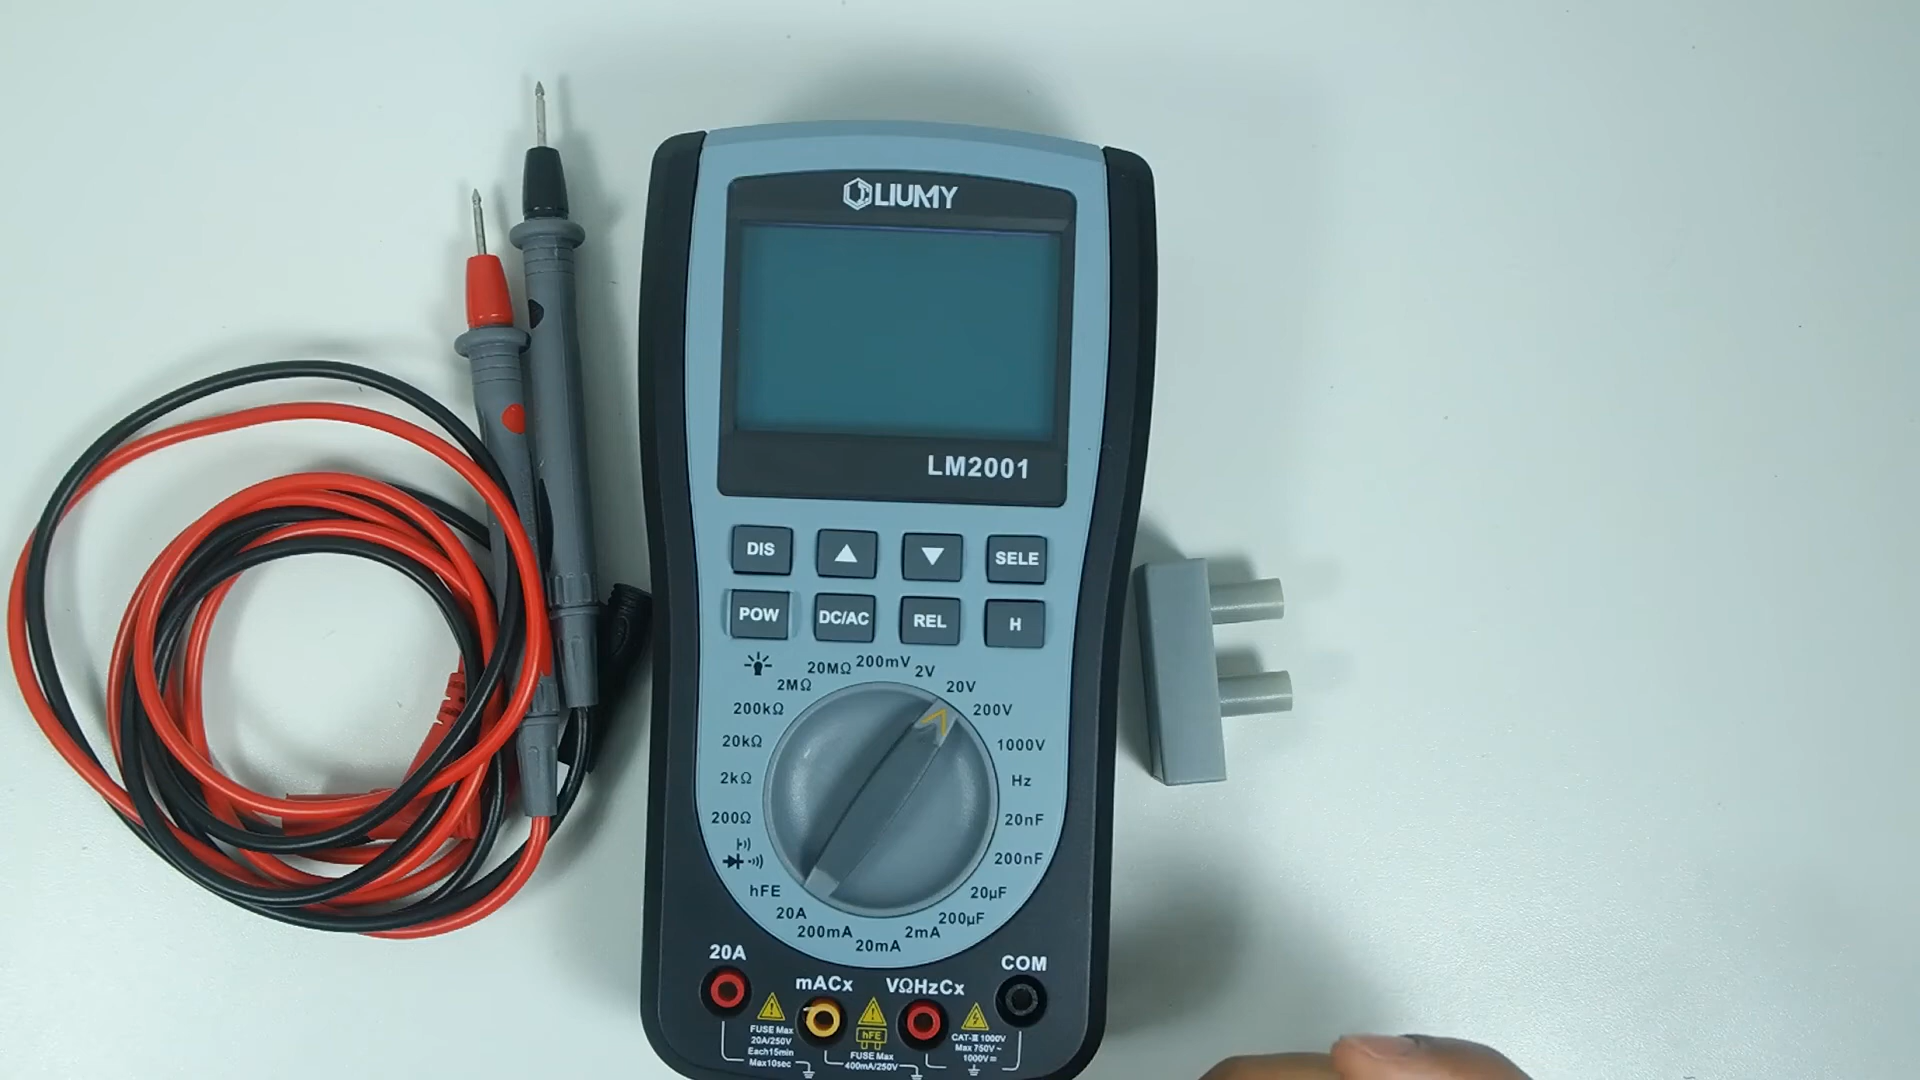 LIUMY
LM2001
DIS ▲ ▼ SELE
POW DC/AC REL H
20MΩ 200mV 2V
2MΩ 20V
200kΩ 200V
20kΩ 1000V
2kΩ Hz
200Ω 20nF
200nF
hFE 20μF
20A 200μF
200mA 20mA 2mA
20A COM
mACx VΩHzCx
FUSE Max
20A/250V
Each15min
Max10sec
hFE
FUSE Max
400mA/250V
CAT-III 1000V
Max 750V ~
1000V ⎓